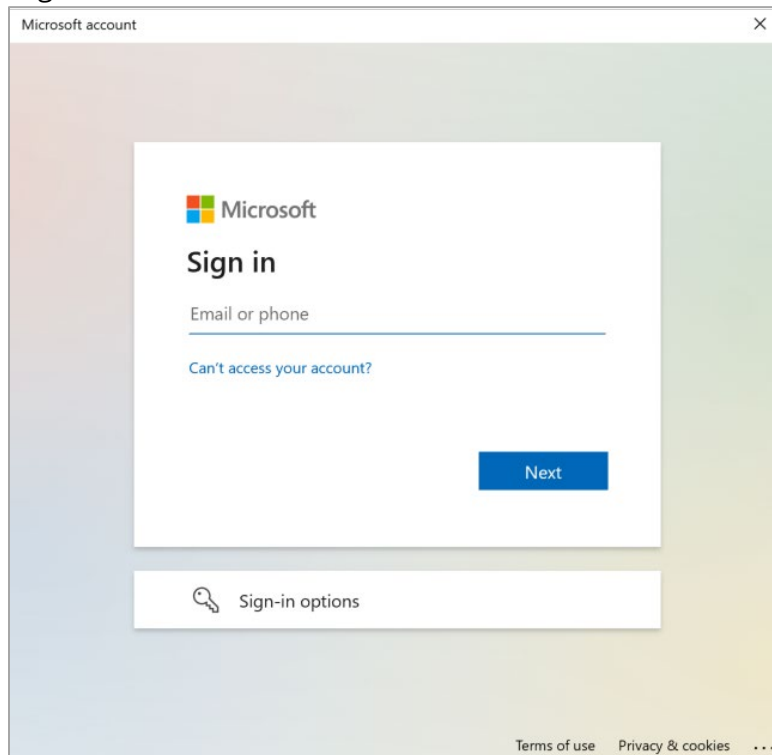 Microsoft account
Microsoft
Sign in
Email or phone
Can't access your account?
Next
Sign-in options
Terms of use Privacy & cookies ...